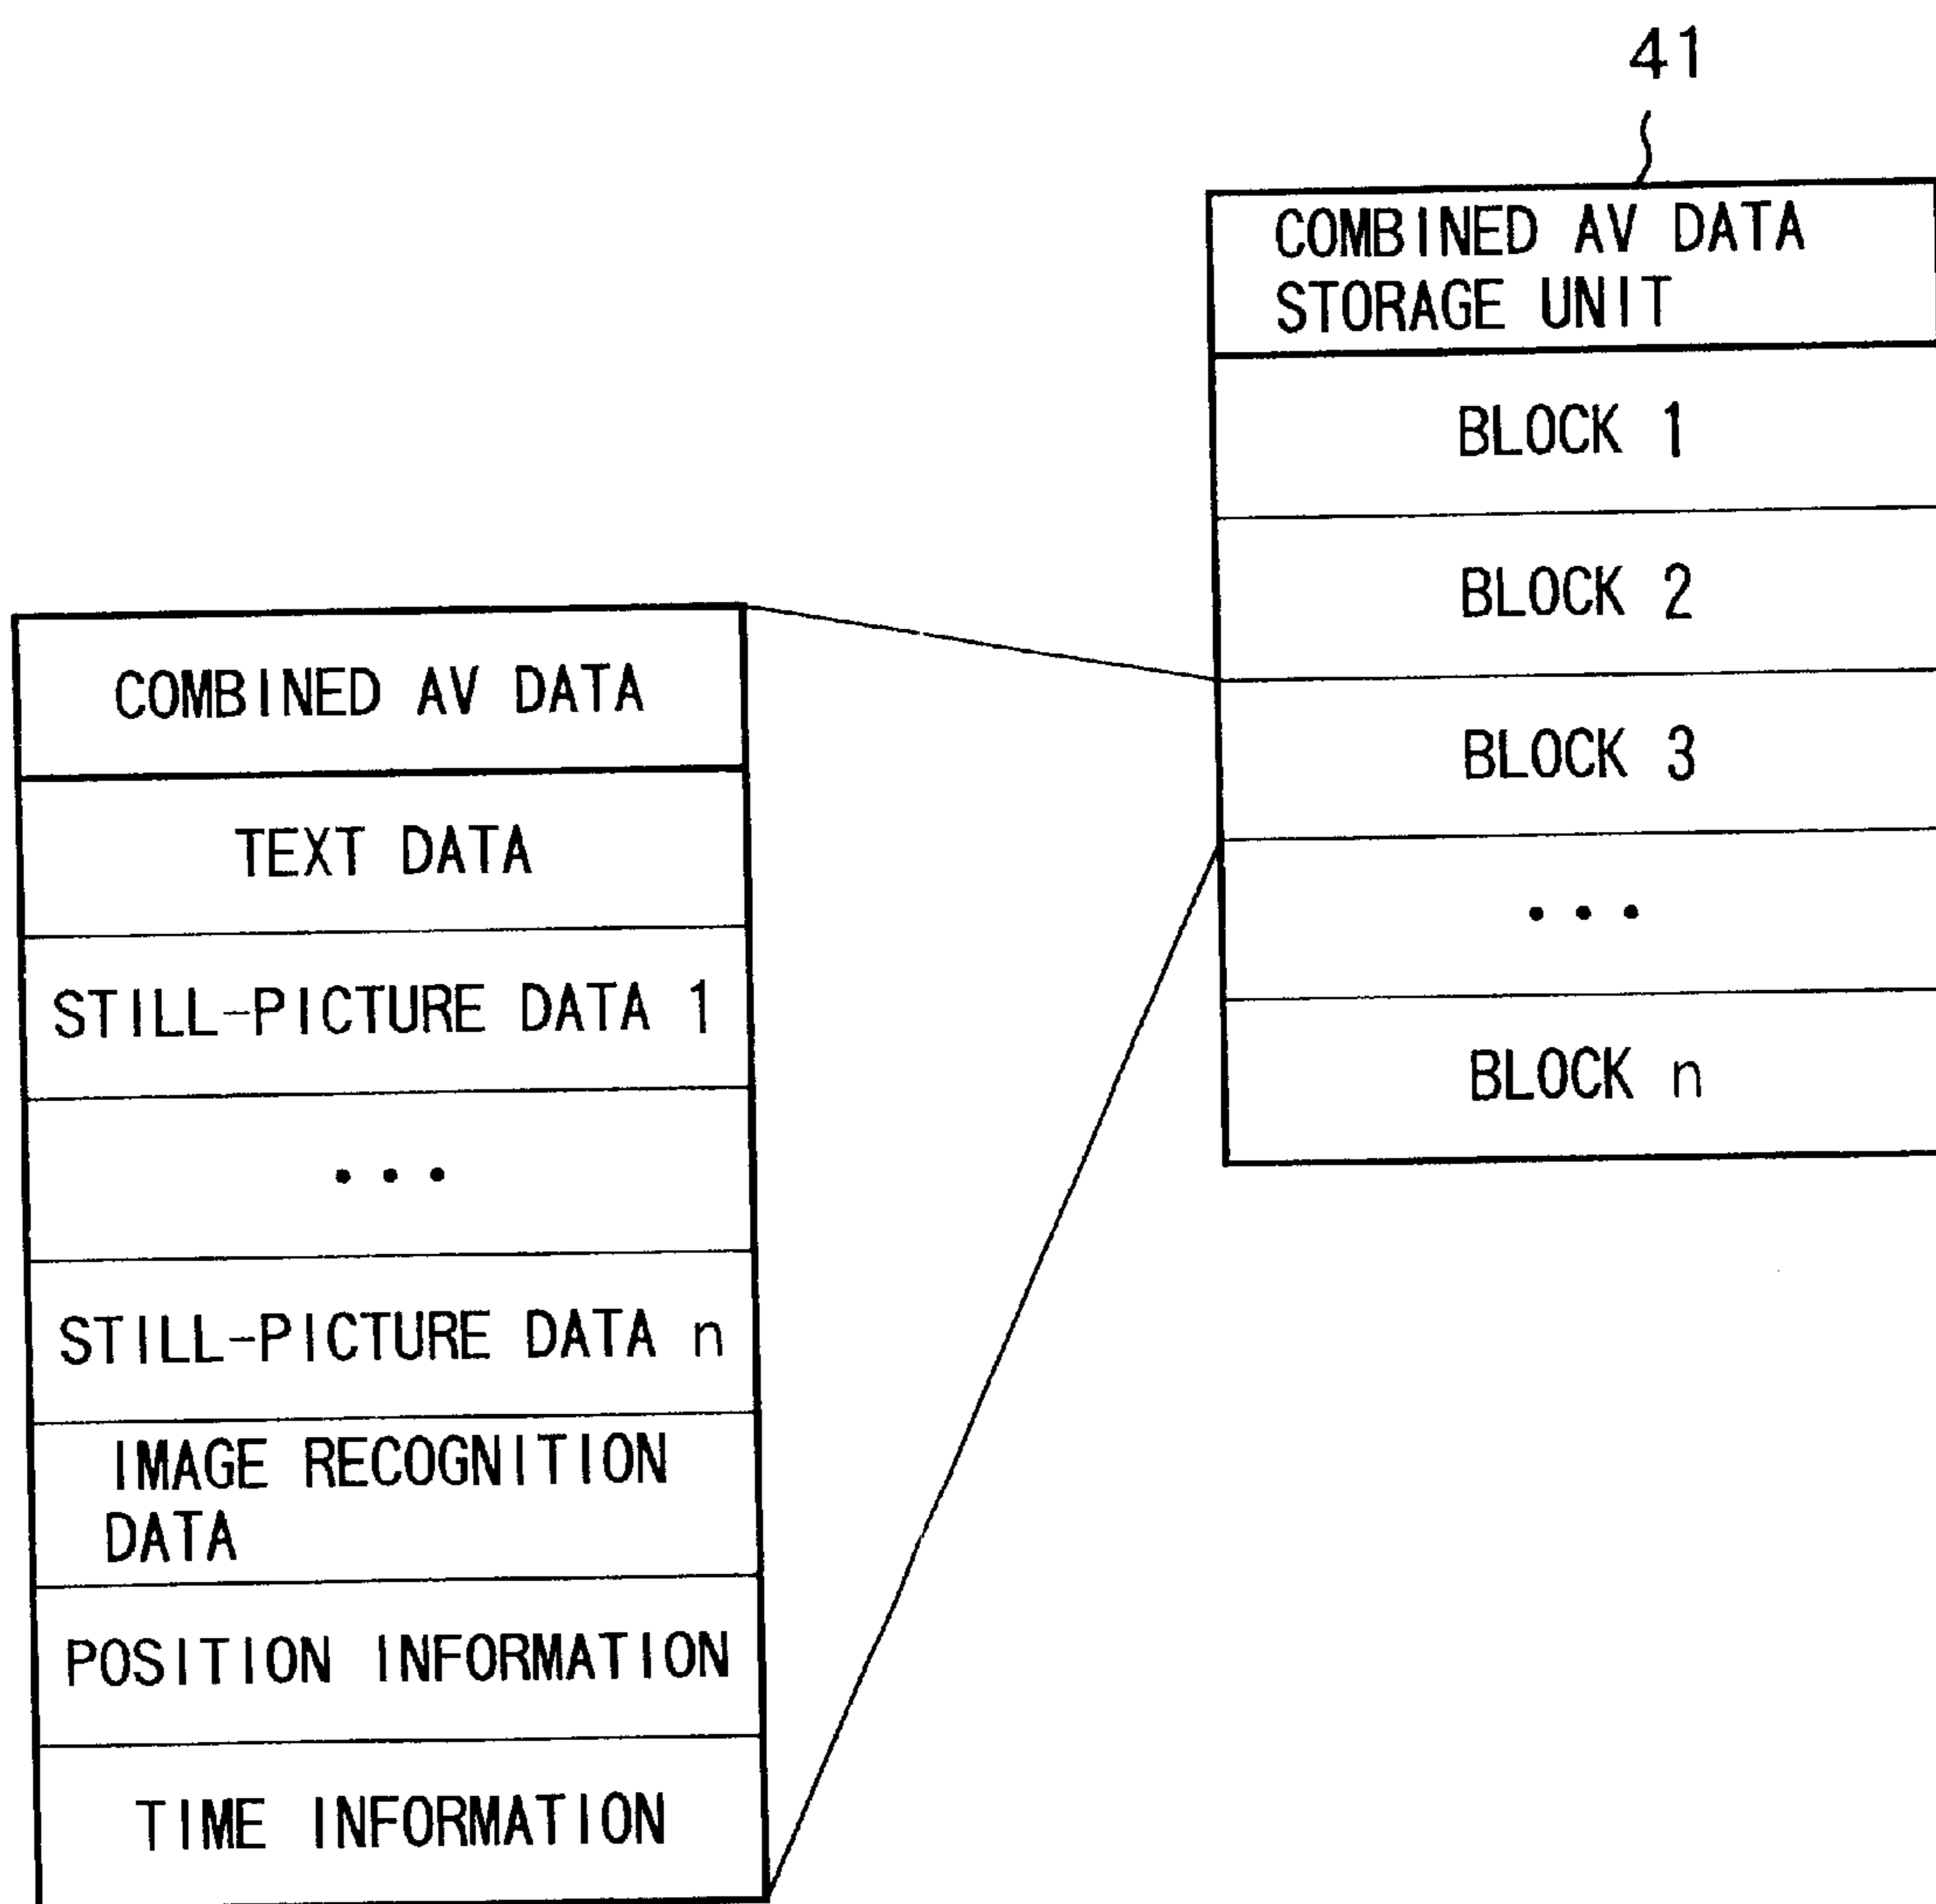 41
COMBINED AV DATA
STORAGE UNIT
BLOCK 1
BLOCK 2
BLOCK 3
...
BLOCK n
COMBINED AV DATA
TEXT DATA
STILL-PICTURE DATA 1
...
STILL-PICTURE DATA n
IMAGE RECOGNITION
DATA
POSITION INFORMATION
TIME INFORMATION